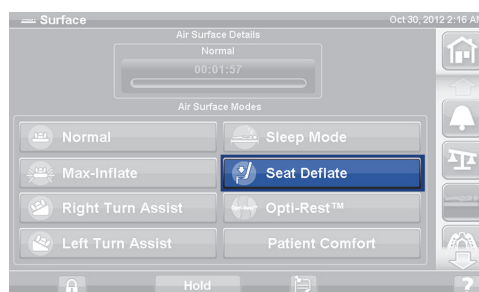 Surface Oct 30, 2012 2:16 AM
Air Surface Details
Normal
00:01:57
Air Surface Modes
Normal Sleep Mode
Max-Inflate Seat Deflate
Right Turn Assist Opti-Rest™
Left Turn Assist Patient Comfort
Hold ?